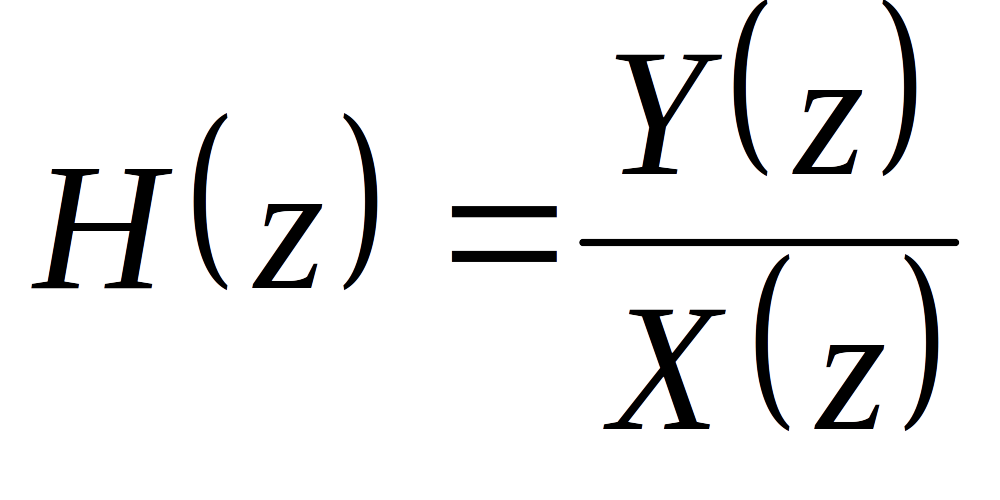 H(z) = Y(z) / X(z)